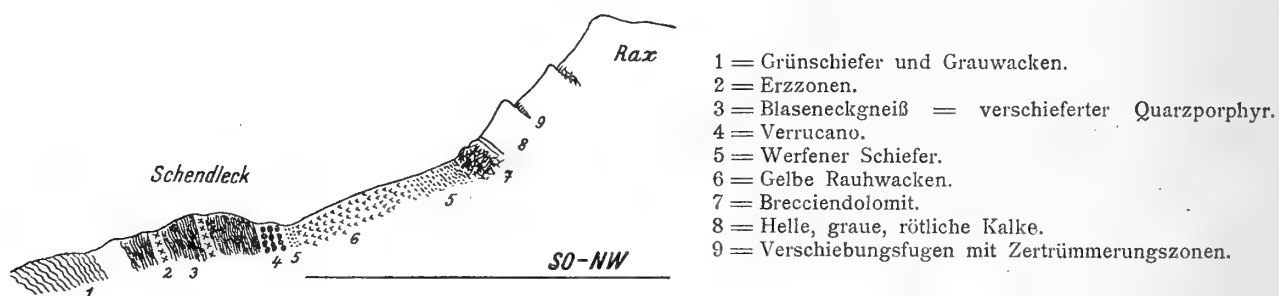 Rax
9
8
7
Schendleck
5
6
4 5
2 3
1
SO-NW
1 = Grünschiefer und Grauwacken.
2 = Erzzonen.
3 = Blaseneckgneiß = verschieferter Quarzporphyr.
4 = Verrucano.
5 = Werfener Schiefer.
6 = Gelbe Rauhwacken.
7 = Brecciendolomit.
8 = Helle, graue, rötliche Kalke.
9 = Verschiebungsfugen mit Zertrümmerungszonen.